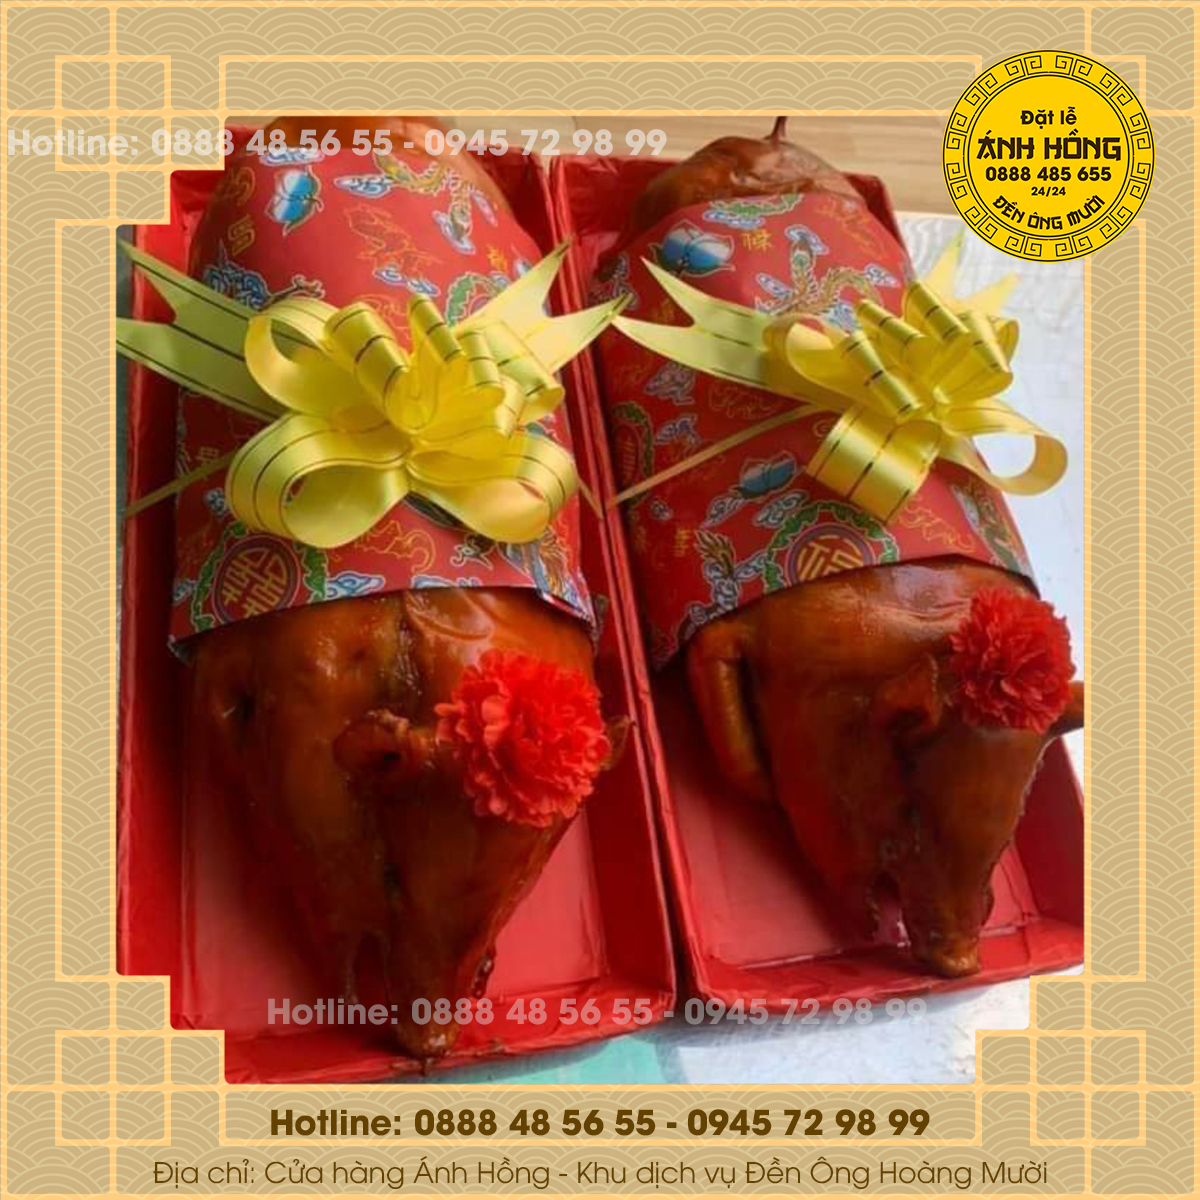 Hotline: 0888 48 56 55 - 0945 72 98 99
Đặt lễ
ÁNH HỒNG
0888 485 655
24/24
ĐỀN ÔNG MƯỜI
Hotline: 0888 48 56 55 - 0945 72 98 99
Hotline: 0888 48 56 55 - 0945 72 98 99
Địa chỉ: Cửa hàng Ánh Hồng - Khu dịch vụ Đền Ông Hoàng Mười